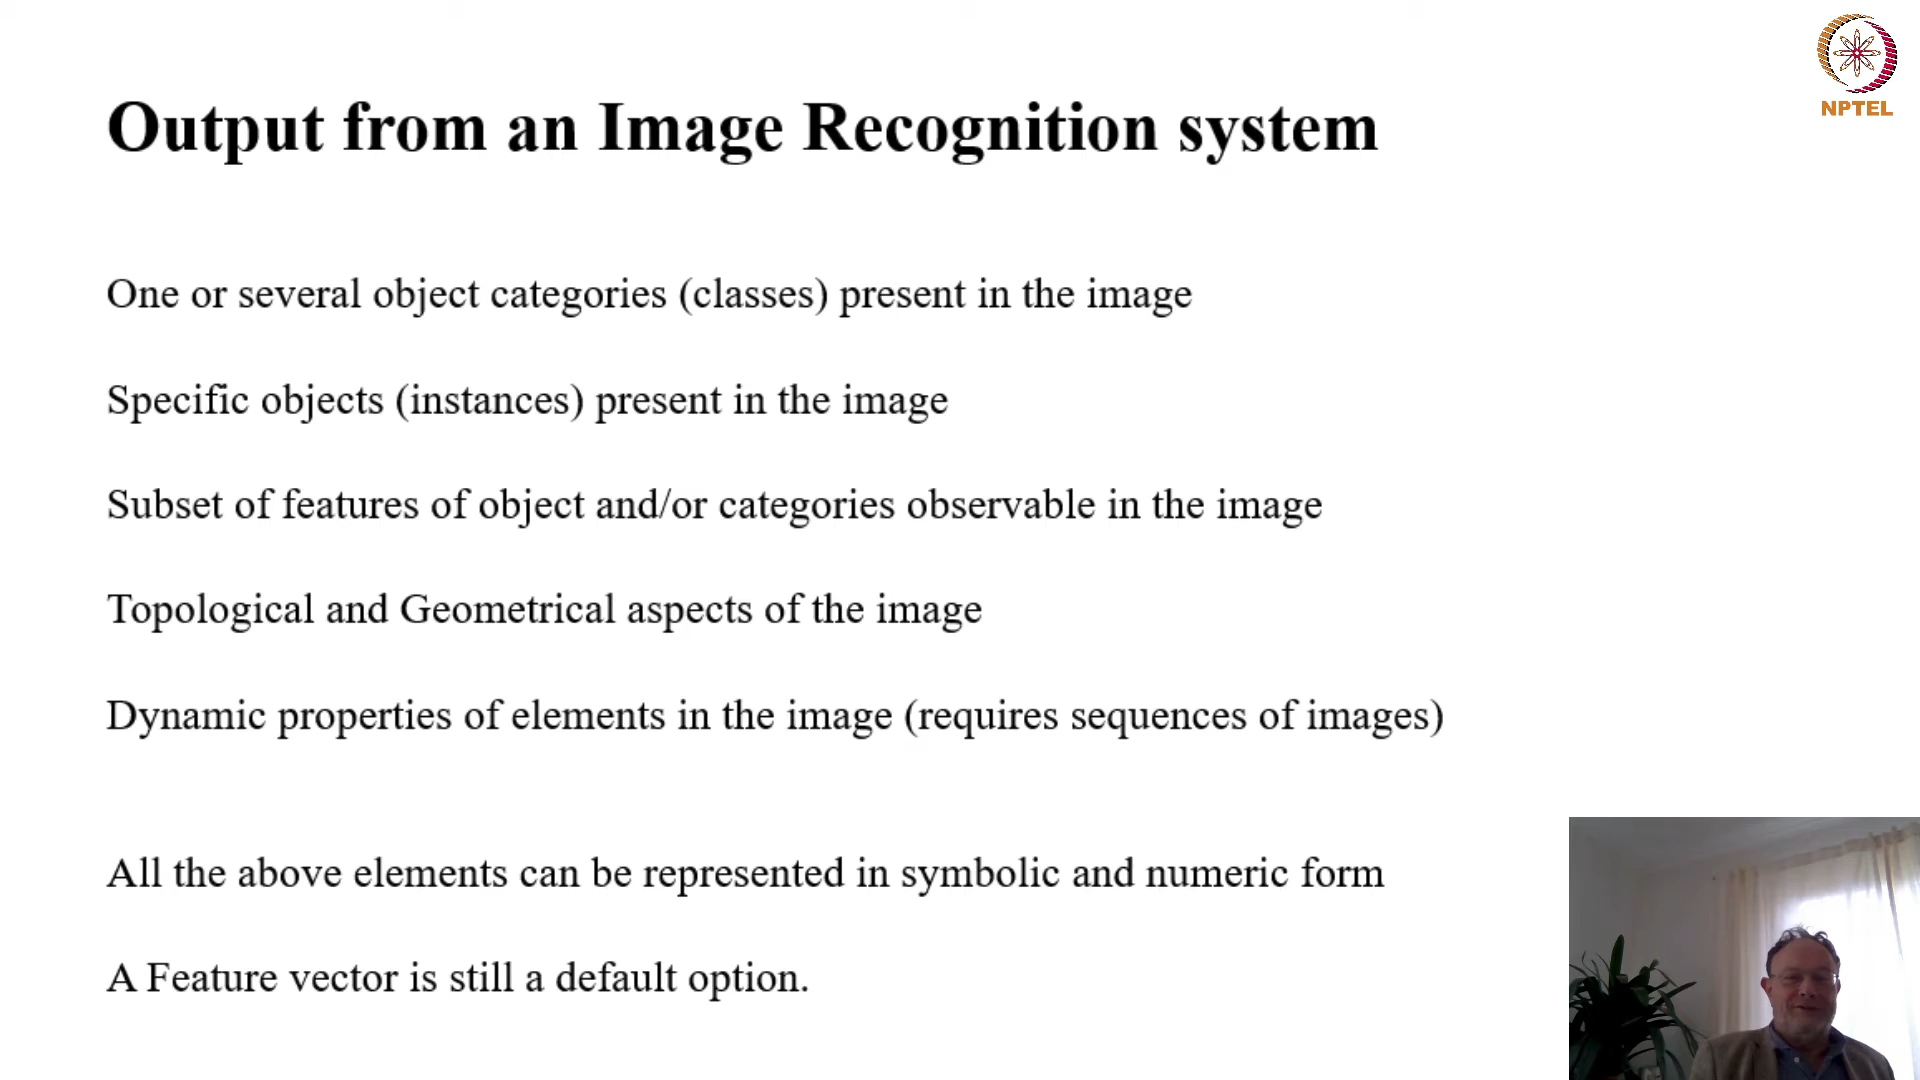 NPTEL
Output from an Image Recognition system
One or several object categories (classes) present in the image
Specific objects (instances) present in the image
Subset of features of object and/or categories observable in the image
Topological and Geometrical aspects of the image
Dynamic properties of elements in the image (requires sequences of images)
All the above elements can be represented in symbolic and numeric form
A Feature vector is still a default option.